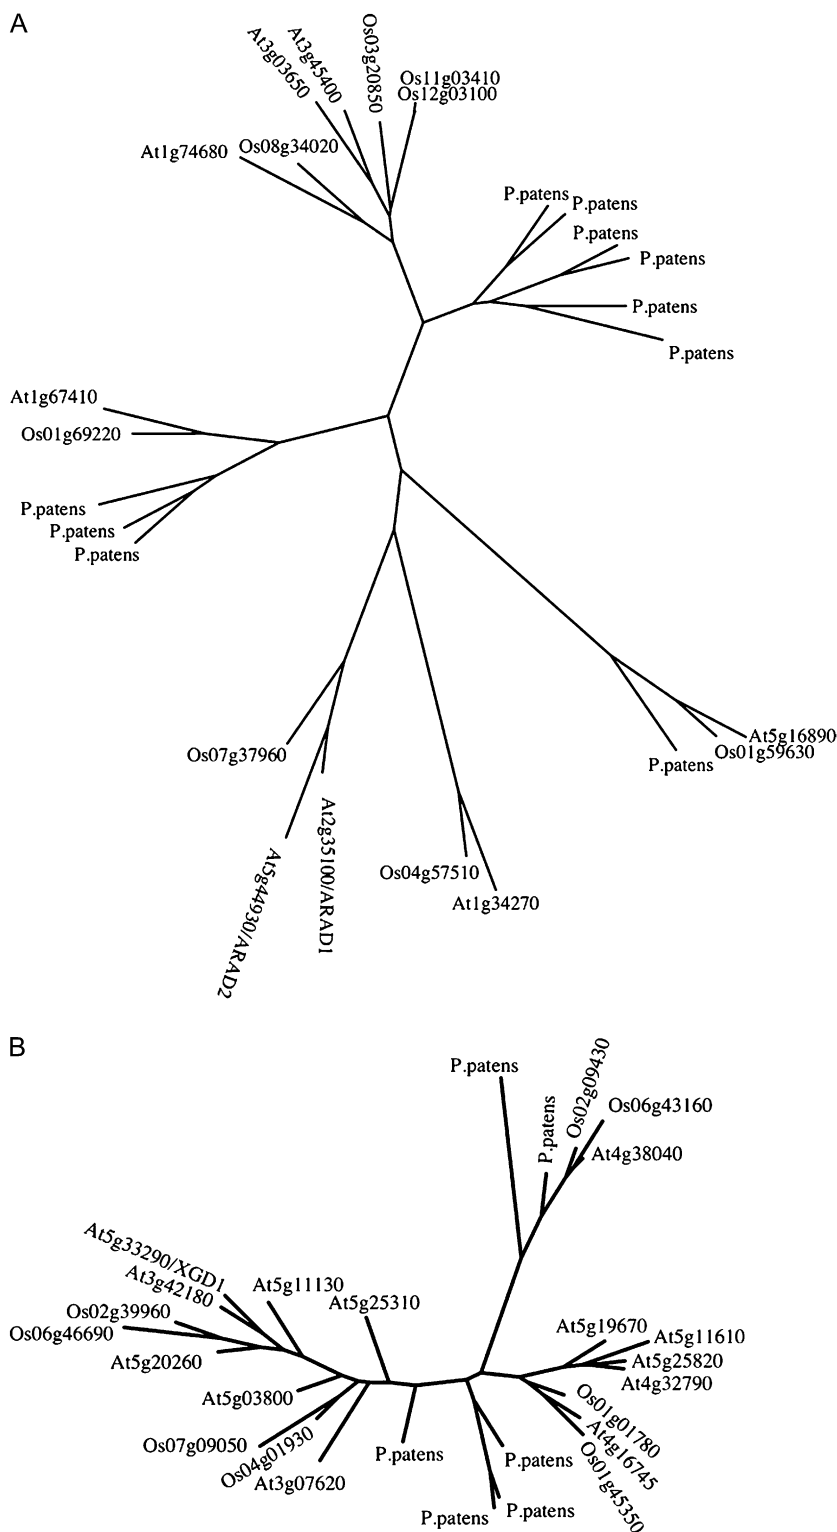 A
At3g03650
At3g45400
Os03g20850
Os11g03410
Os12g03100
At1g74680
Os08g34020
P.patens
P.patens
P.patens
P.patens
P.patens
P.patens
At1g67410
Os01g69220
P.patens
P.patens
P.patens
Os07g37960
At5g44930/ARAD2
At2g35100/ARAD1
Os04g57510
At1g34270
At5g16890
Os01g59630
P.patens
B
P.patens
P.patens
Os02g09430
Os06g43160
At4g38040
At5g33290/XGD1
At3g42180
At5g11130
At5g25310
Os02g39960
Os06g46690
At5g20260
At5g03800
Os07g09050
Os04g01930
At3g07620
P.patens
P.patens
P.patens
P.patens
At5g19670
At5g11610
At5g25820
At4g32790
Os01g01780
At4g16745
Os01g45350